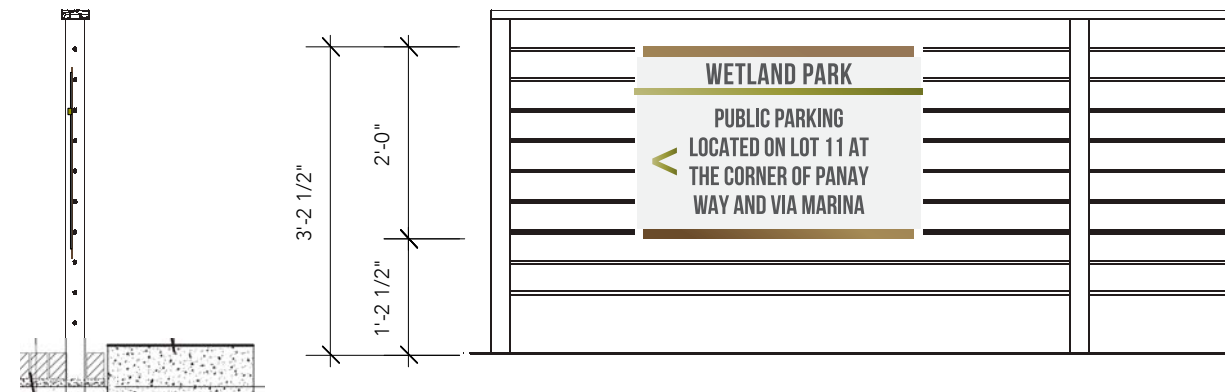 3'-2 1/2"
2'-0"
1'-2 1/2"
WETLAND PARK
PUBLIC PARKING
< LOCATED ON LOT 11 AT
THE CORNER OF PANAY
WAY AND VIA MARINA